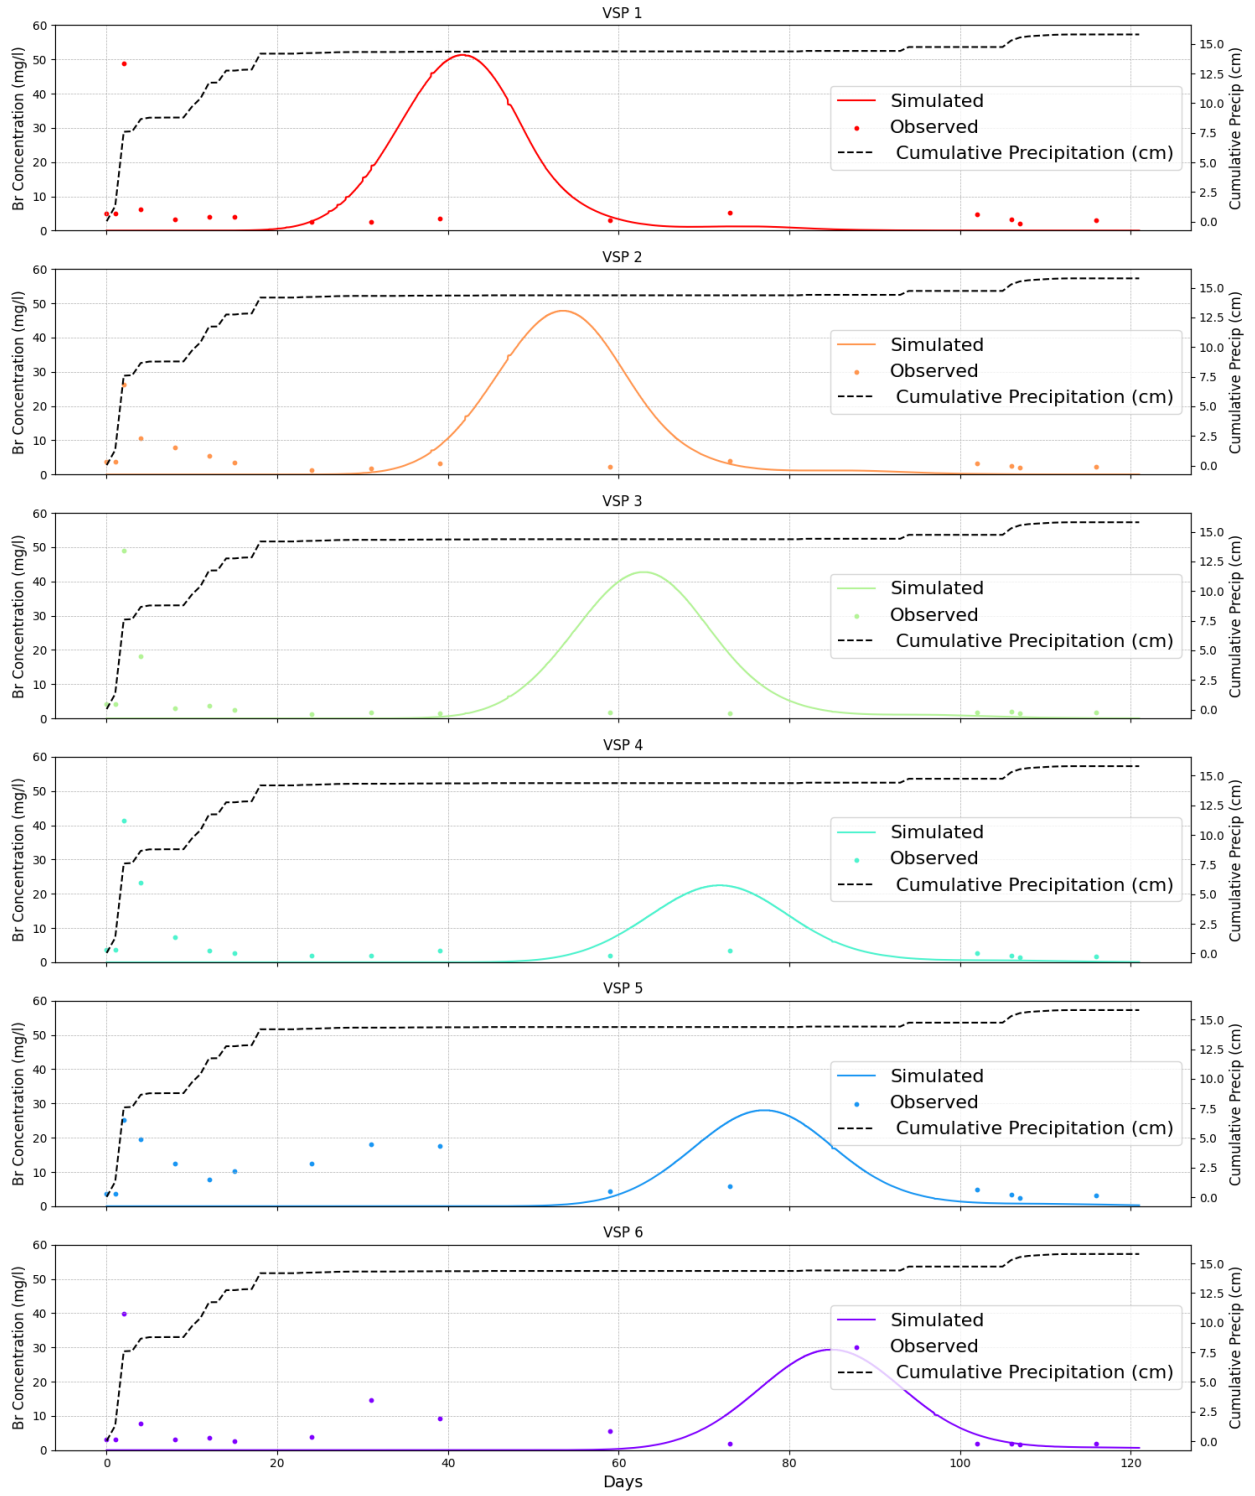 VSP 1
Br Concentration (mg/l)
60
50
40
30
20
10
0
Simulated
Observed
Cumulative Precipitation (cm)
15.0
12.5
10.0
7.5
5.0
2.5
0.0
Cumulative Precip (cm)
VSP 2
Br Concentration (mg/l)
60
50
40
30
20
10
0
Simulated
Observed
Cumulative Precipitation (cm)
15.0
12.5
10.0
7.5
5.0
2.5
0.0
Cumulative Precip (cm)
VSP 3
Br Concentration (mg/l)
60
50
40
30
20
10
0
Simulated
Observed
Cumulative Precipitation (cm)
15.0
12.5
10.0
7.5
5.0
2.5
0.0
Cumulative Precip (cm)
VSP 4
Br Concentration (mg/l)
60
50
40
30
20
10
0
Simulated
Observed
Cumulative Precipitation (cm)
15.0
12.5
10.0
7.5
5.0
2.5
0.0
Cumulative Precip (cm)
VSP 5
Br Concentration (mg/l)
60
50
40
30
20
10
0
Simulated
Observed
Cumulative Precipitation (cm)
15.0
12.5
10.0
7.5
5.0
2.5
0.0
Cumulative Precip (cm)
VSP 6
Br Concentration (mg/l)
60
50
40
30
20
10
0
Simulated
Observed
Cumulative Precipitation (cm)
15.0
12.5
10.0
7.5
5.0
2.5
0.0
Cumulative Precip (cm)
0 20 40 60 80 100 120
Days